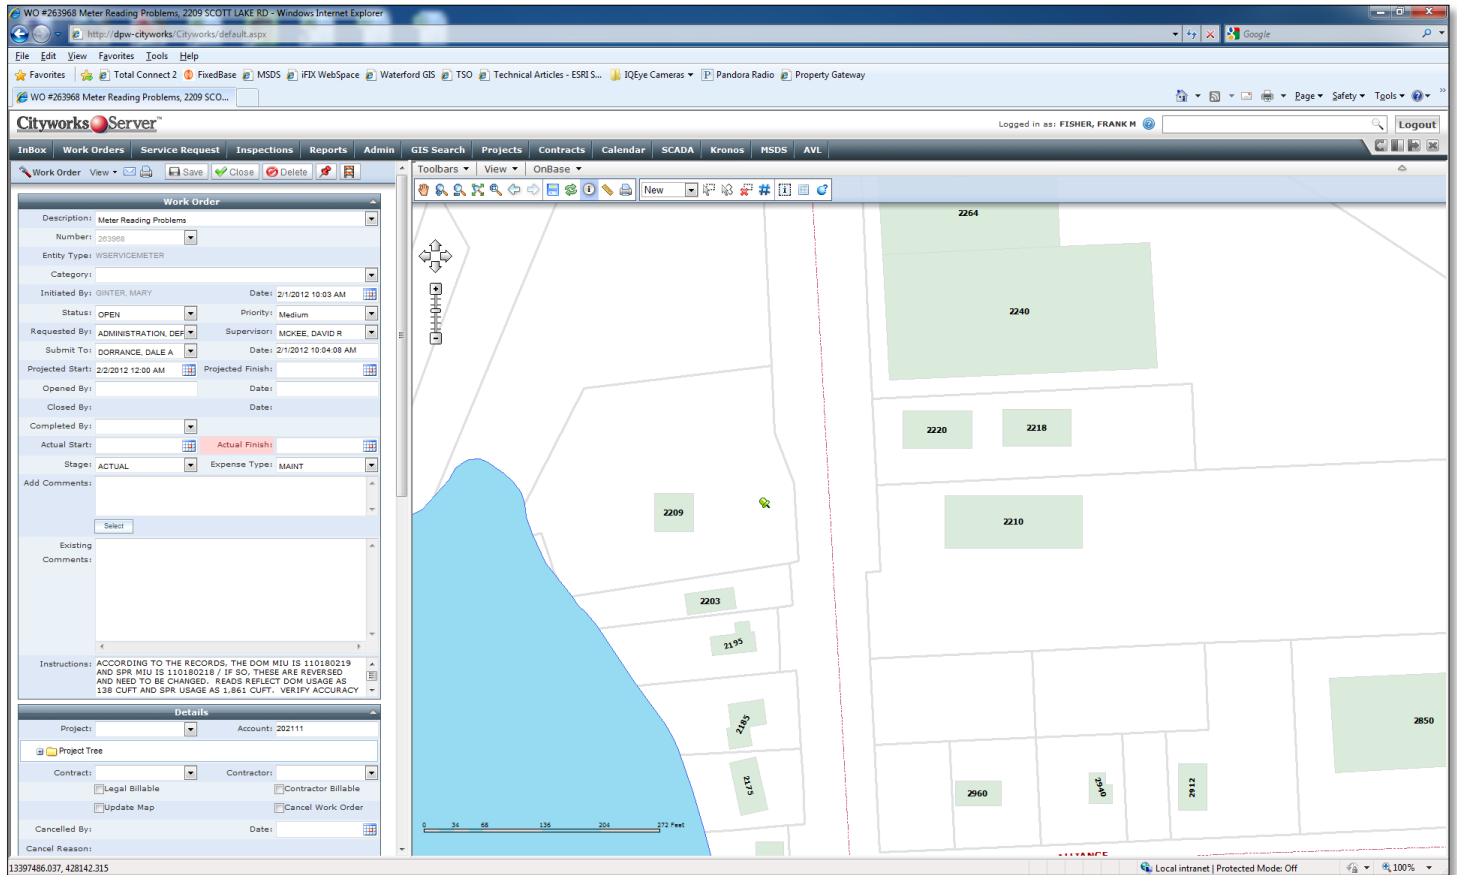 WO #263968 Meter Reading Problems, 2209 SCOTT LAKE RD - Windows Internet Explorer
http://dpw-cityworks/Cityworks/default.aspx
Google
File Edit View Favorites Tools Help
Favorites Total Connect 2 FixedBase MSDS iFIX WebSpace Waterford GIS TSO Technical Articles - ESRI S... IQEye Cameras Pandora Radio Property Gateway
WO #263968 Meter Reading Problems, 2209 SCO...
Page Safety Tools
Cityworks Server™
Logged in as: FISHER, FRANK M
Logout
InBox Work Orders Service Request Inspections Reports Admin GIS Search Projects Contracts Calendar SCADA Kronos MSDS AVL
Work Order View Save Close Delete
Toolbars View OnBase
New
Work Order
Description: Meter Reading Problems
Number: 263968
Entity Type: WSERVICEMETER
Category:
Initiated By: GINTER, MARY Date: 2/1/2012 10:03 AM
Status: OPEN Priority: Medium
Requested By: ADMINISTRATION, DEP Supervisor: MCKEE, DAVID R
Submit To: DORRANCE, DALE A Date: 2/1/2012 10:04:08 AM
Projected Start: 2/2/2012 12:00 AM Projected Finish:
Opened By: Date:
Closed By: Date:
Completed By:
Actual Start: Actual Finish:
Stage: ACTUAL Expense Type: MAINT
Add Comments:
Select
Existing
Comments:
Instructions: ACCORDING TO THE RECORDS, THE DOM MIU IS 110180219
AND SPR MIU IS 110180218 / IF SO, THESE ARE REVERSED
AND NEED TO BE CHANGED. READS REFLECT DOM USAGE AS
138 CUFT AND SPR USAGE AS 1,861 CUFT. VERIFY ACCURACY
Details
Project: Account: 202111
Project Tree
Contract: Contractor:
Legal Billable Contractor Billable
Update Map Cancel Work Order
Cancelled By: Date:
Cancel Reason:
2264
2240
2220
2218
2209
2210
2203
2195
2185
2850
2175
2960
2940
2912
0 34 68 136 204 272 Feet
ALLIANCE
13397486.037, 428142.315
Local intranet | Protected Mode: Off
100%